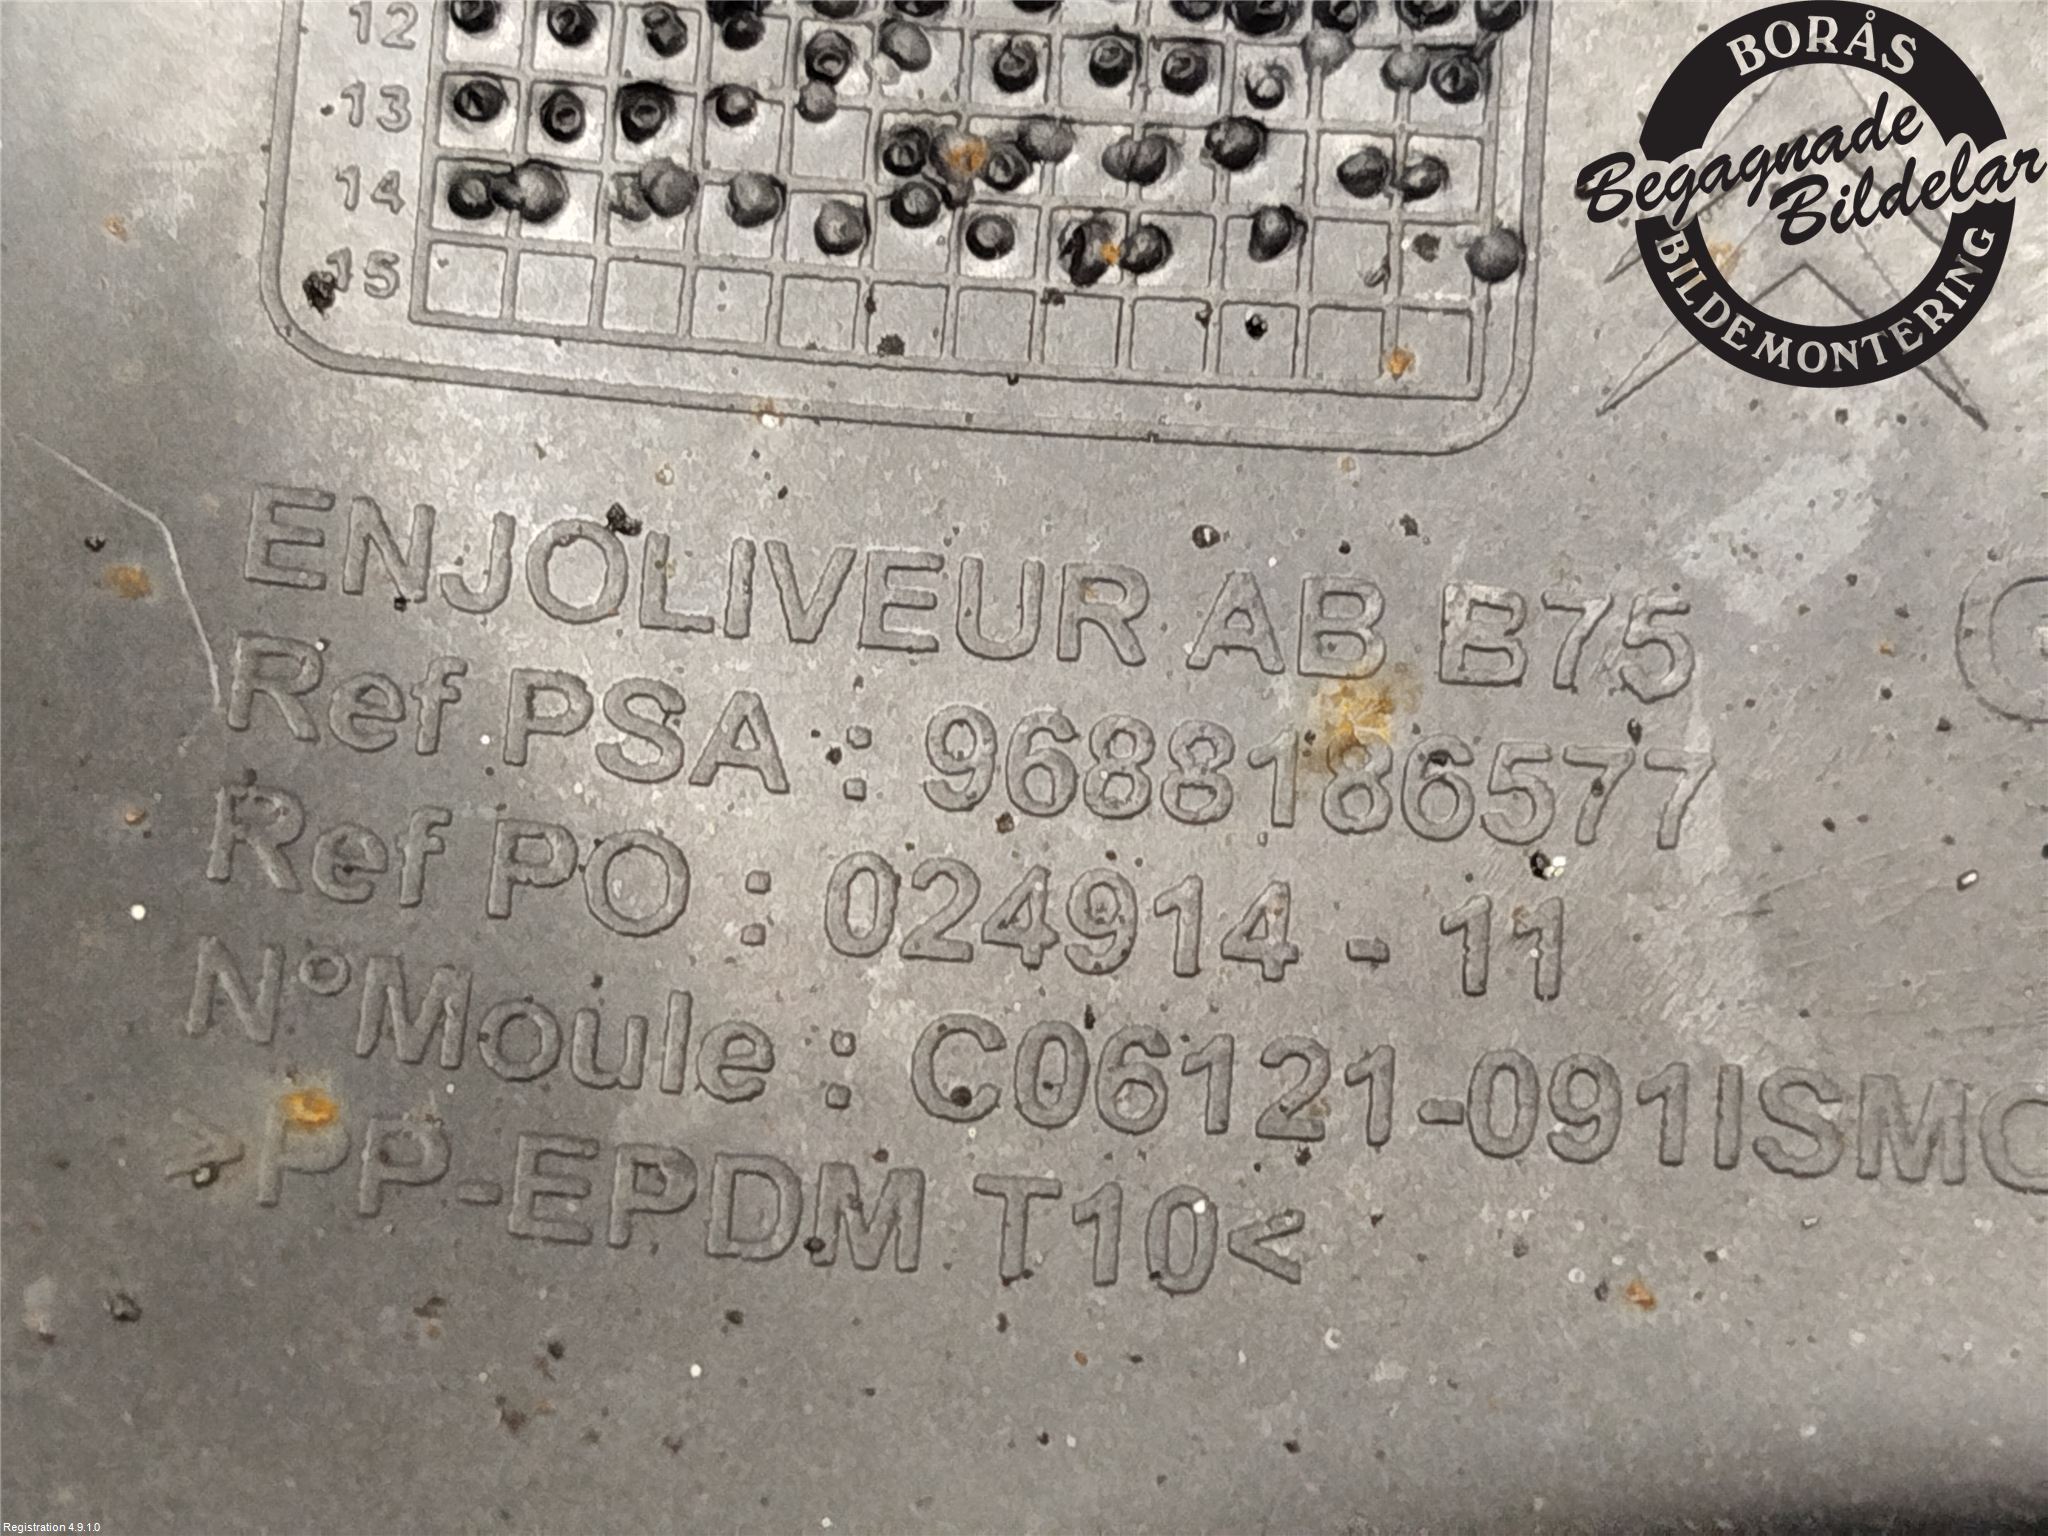 12
13
14
15
BORÅS
Begagnade
Bildelar
BILDEMONTERING
ENJOLIVEUR AB B75
Ref PSA : 9688186577
Ref PO : 024914 - 11
N°Moule : C06121-091ISMO
>PP-EPDM T10<
Registration 4.9.1.0